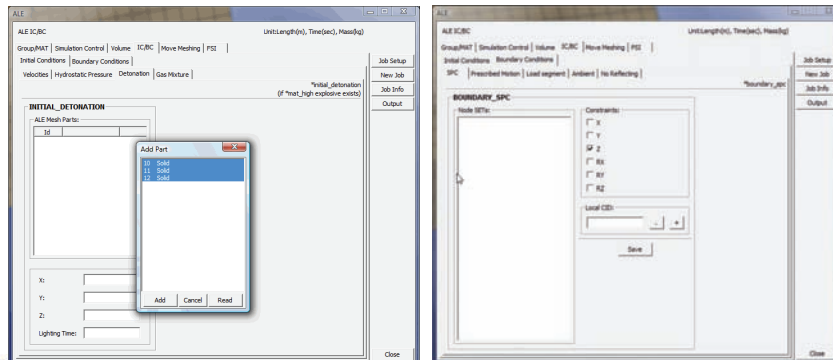 ALE
ALE IC/BC
Unit:Length(m), Time(sec), Mass(kg)
Group/MAT | Simulation Control | Volume IC/BC | Move Meshing | FSI |
Initial Conditions | Boundary Conditions |
Velocities | Hydrostatic Pressure Detonation | Gas Mixture |
*initial_detonation
(if *mat_high explosive exists)
INITIAL_DETONATION
ALE Mesh Parts:
Id
Add Part
10 Solid
11 Solid
12 Solid
Add Cancel Read
X:
Y:
Z:
Lighting Time:
Job Setup
New Job
Job Info
Output
Close
ALE
ALE IC/BC
Unit:Length(m), Time(sec), Mass(kg)
Group/MAT | Simulation Control | Volume IC/BC | Move Meshing | FSI |
Initial Conditions Boundary Conditions |
SPC | Prescribed Motion | Load segment | Ambient | No Reflecting |
*boundary_spc
BOUNDARY_SPC
Node SETs:
Constraints:
X
Y
Z
RX
RY
RZ
Local CID:
- +
Save
Job Setup
New Job
Job Info
Output
Close